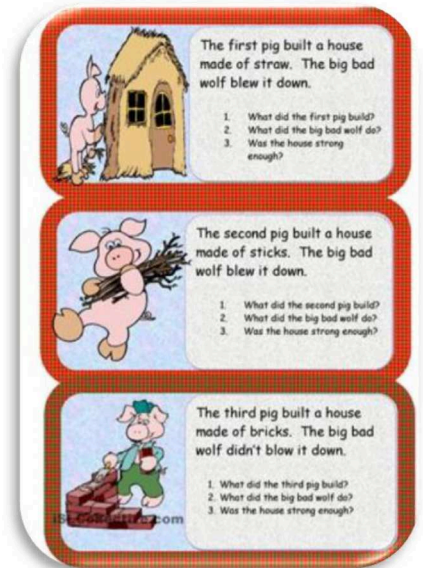 The first pig built a house
made of straw. The big bad
wolf blew it down.
1. What did the first pig build?
2. What did the big bad wolf do?
3. Was the house strong
enough?
The second pig built a house
made of sticks. The big bad
wolf blew it down.
1. What did the second pig build?
2. What did the big bad wolf do?
3. Was the house strong enough?
The third pig built a house
made of bricks. The big bad
wolf didn't blow it down.
1. What did the third pig build?
2. What did the big bad wolf do?
3. Was the house strong enough?